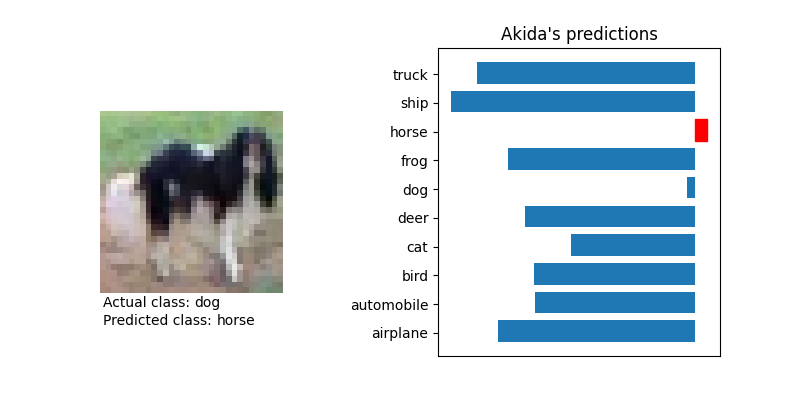 Akida's predictions
truck
ship
horse
frog
dog
deer
cat
bird
automobile
airplane
Actual class: dog
Predicted class: horse